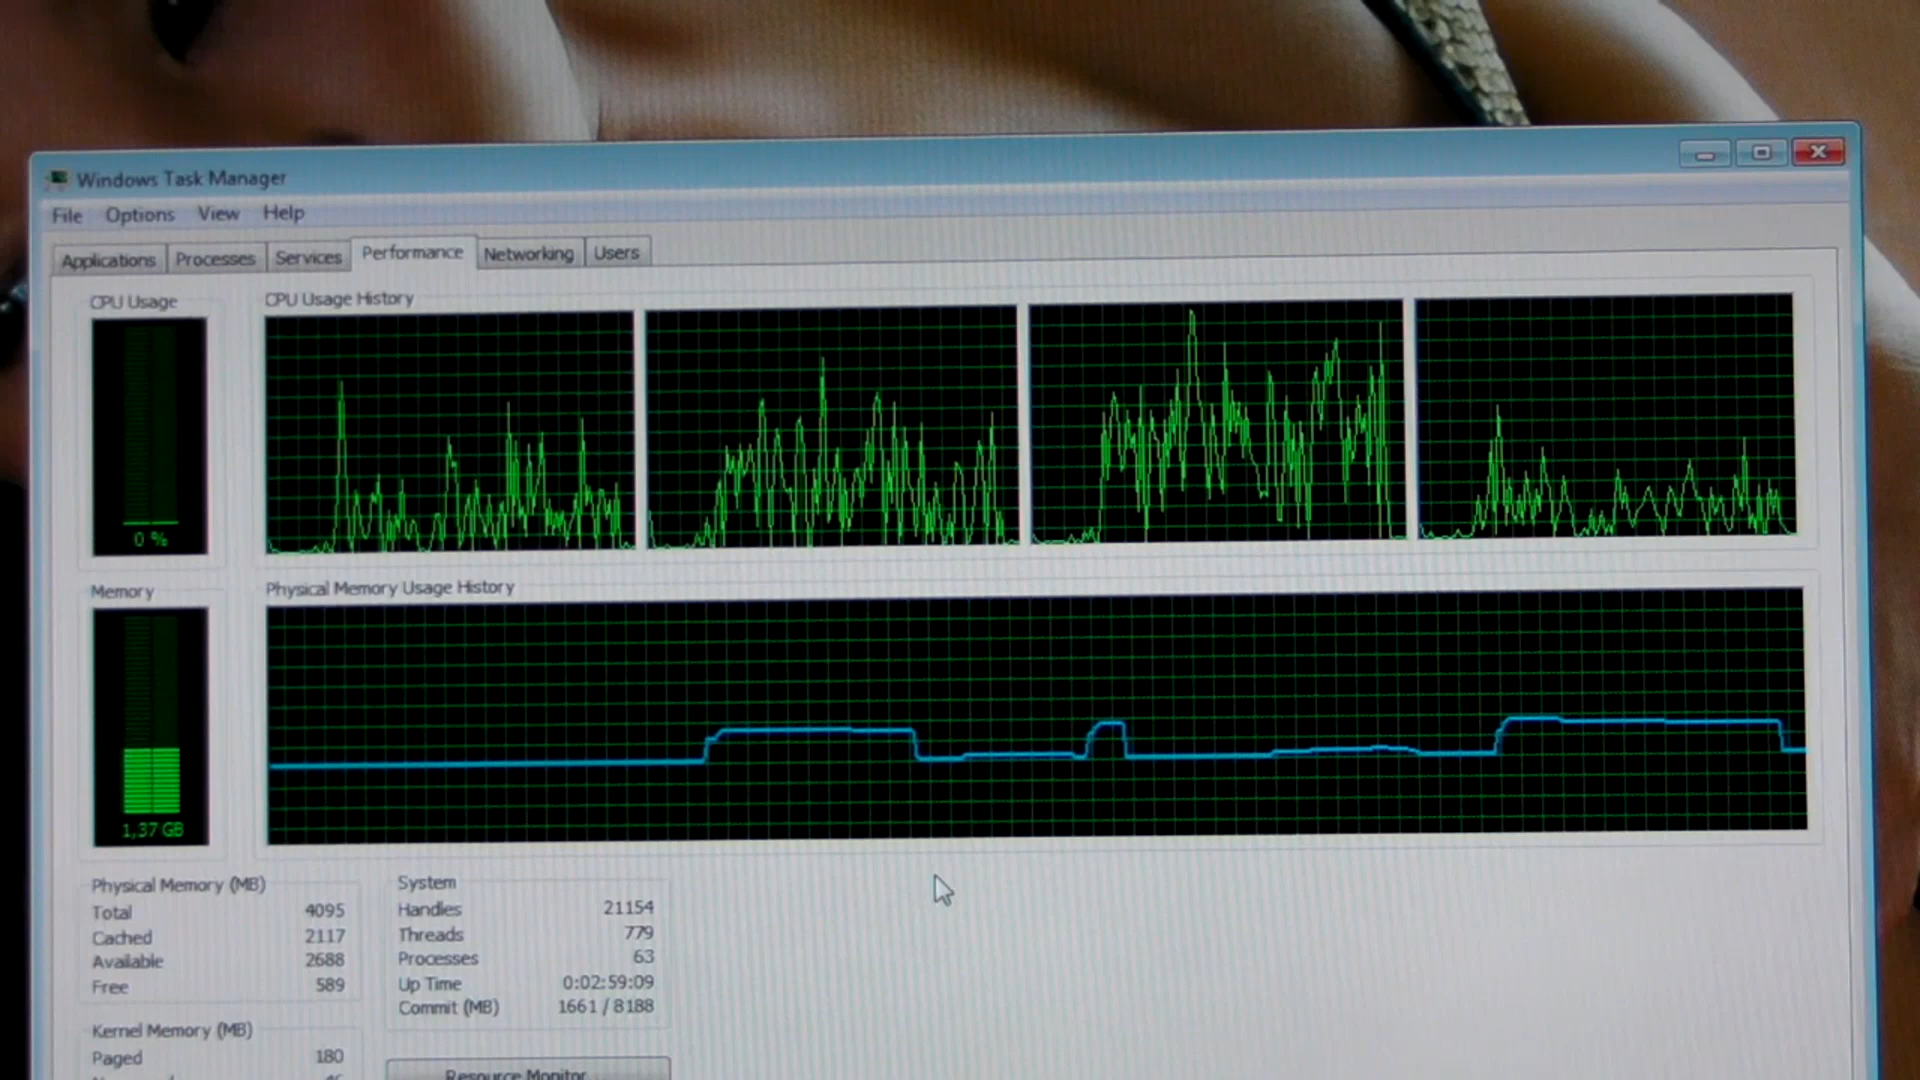 Windows Task Manager
File Options View Help
Applications Processes Services Performance Networking Users
CPU Usage
CPU Usage History
0 %
Memory
Physical Memory Usage History
1,37 GB
Physical Memory (MB)
Total 4095
Cached 2117
Available 2688
Free 589
System
Handles 21154
Threads 779
Processes 63
Up Time 0:02:59:09
Commit (MB) 1661 / 8188
Kernel Memory (MB)
Paged 180
Resource Monitor